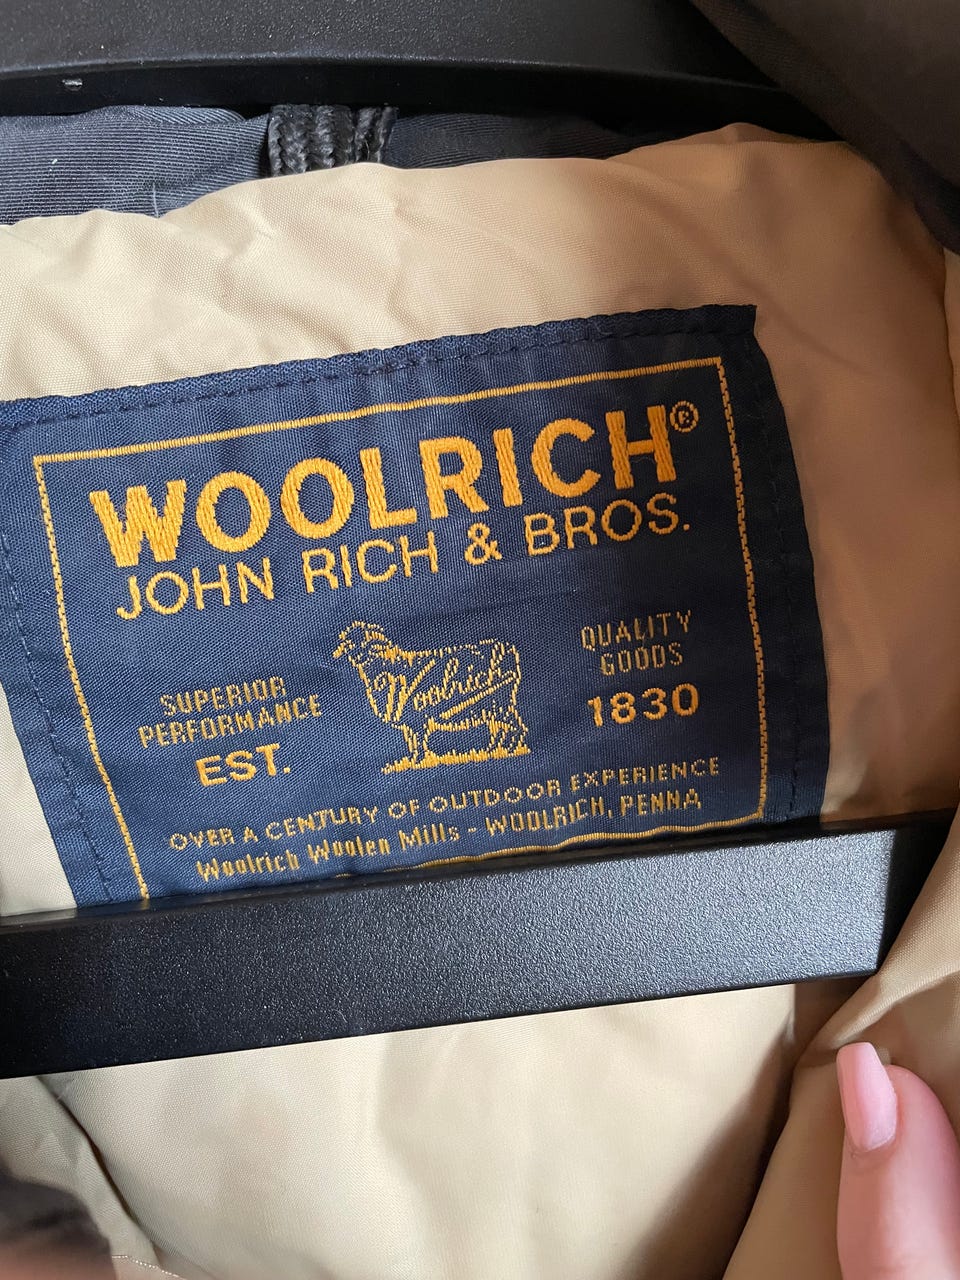 WOOLRICH®
JOHN RICH & BROS.
SUPERIOR
PERFORMANCE
EST.
Woolrich
QUALITY
GOODS
1830
OVER A CENTURY OF OUTDOOR EXPERIENCE
Woolrich Woolen Mills - WOOLRICH, PENNA